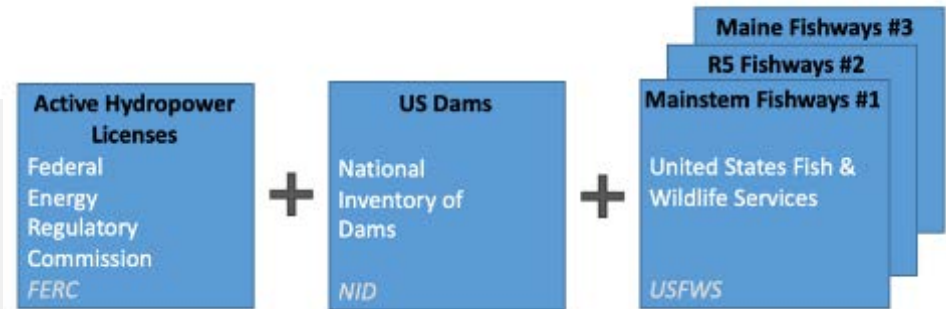 Active Hydropower
Licenses
Federal
Energy
Regulatory
Commission
FERC
+
US Dams
National
Inventory of
Dams
NID
+
Maine Fishways #3
R5 Fishways #2
Mainstem Fishways #1
United States Fish &
Wildlife Services
USFWS